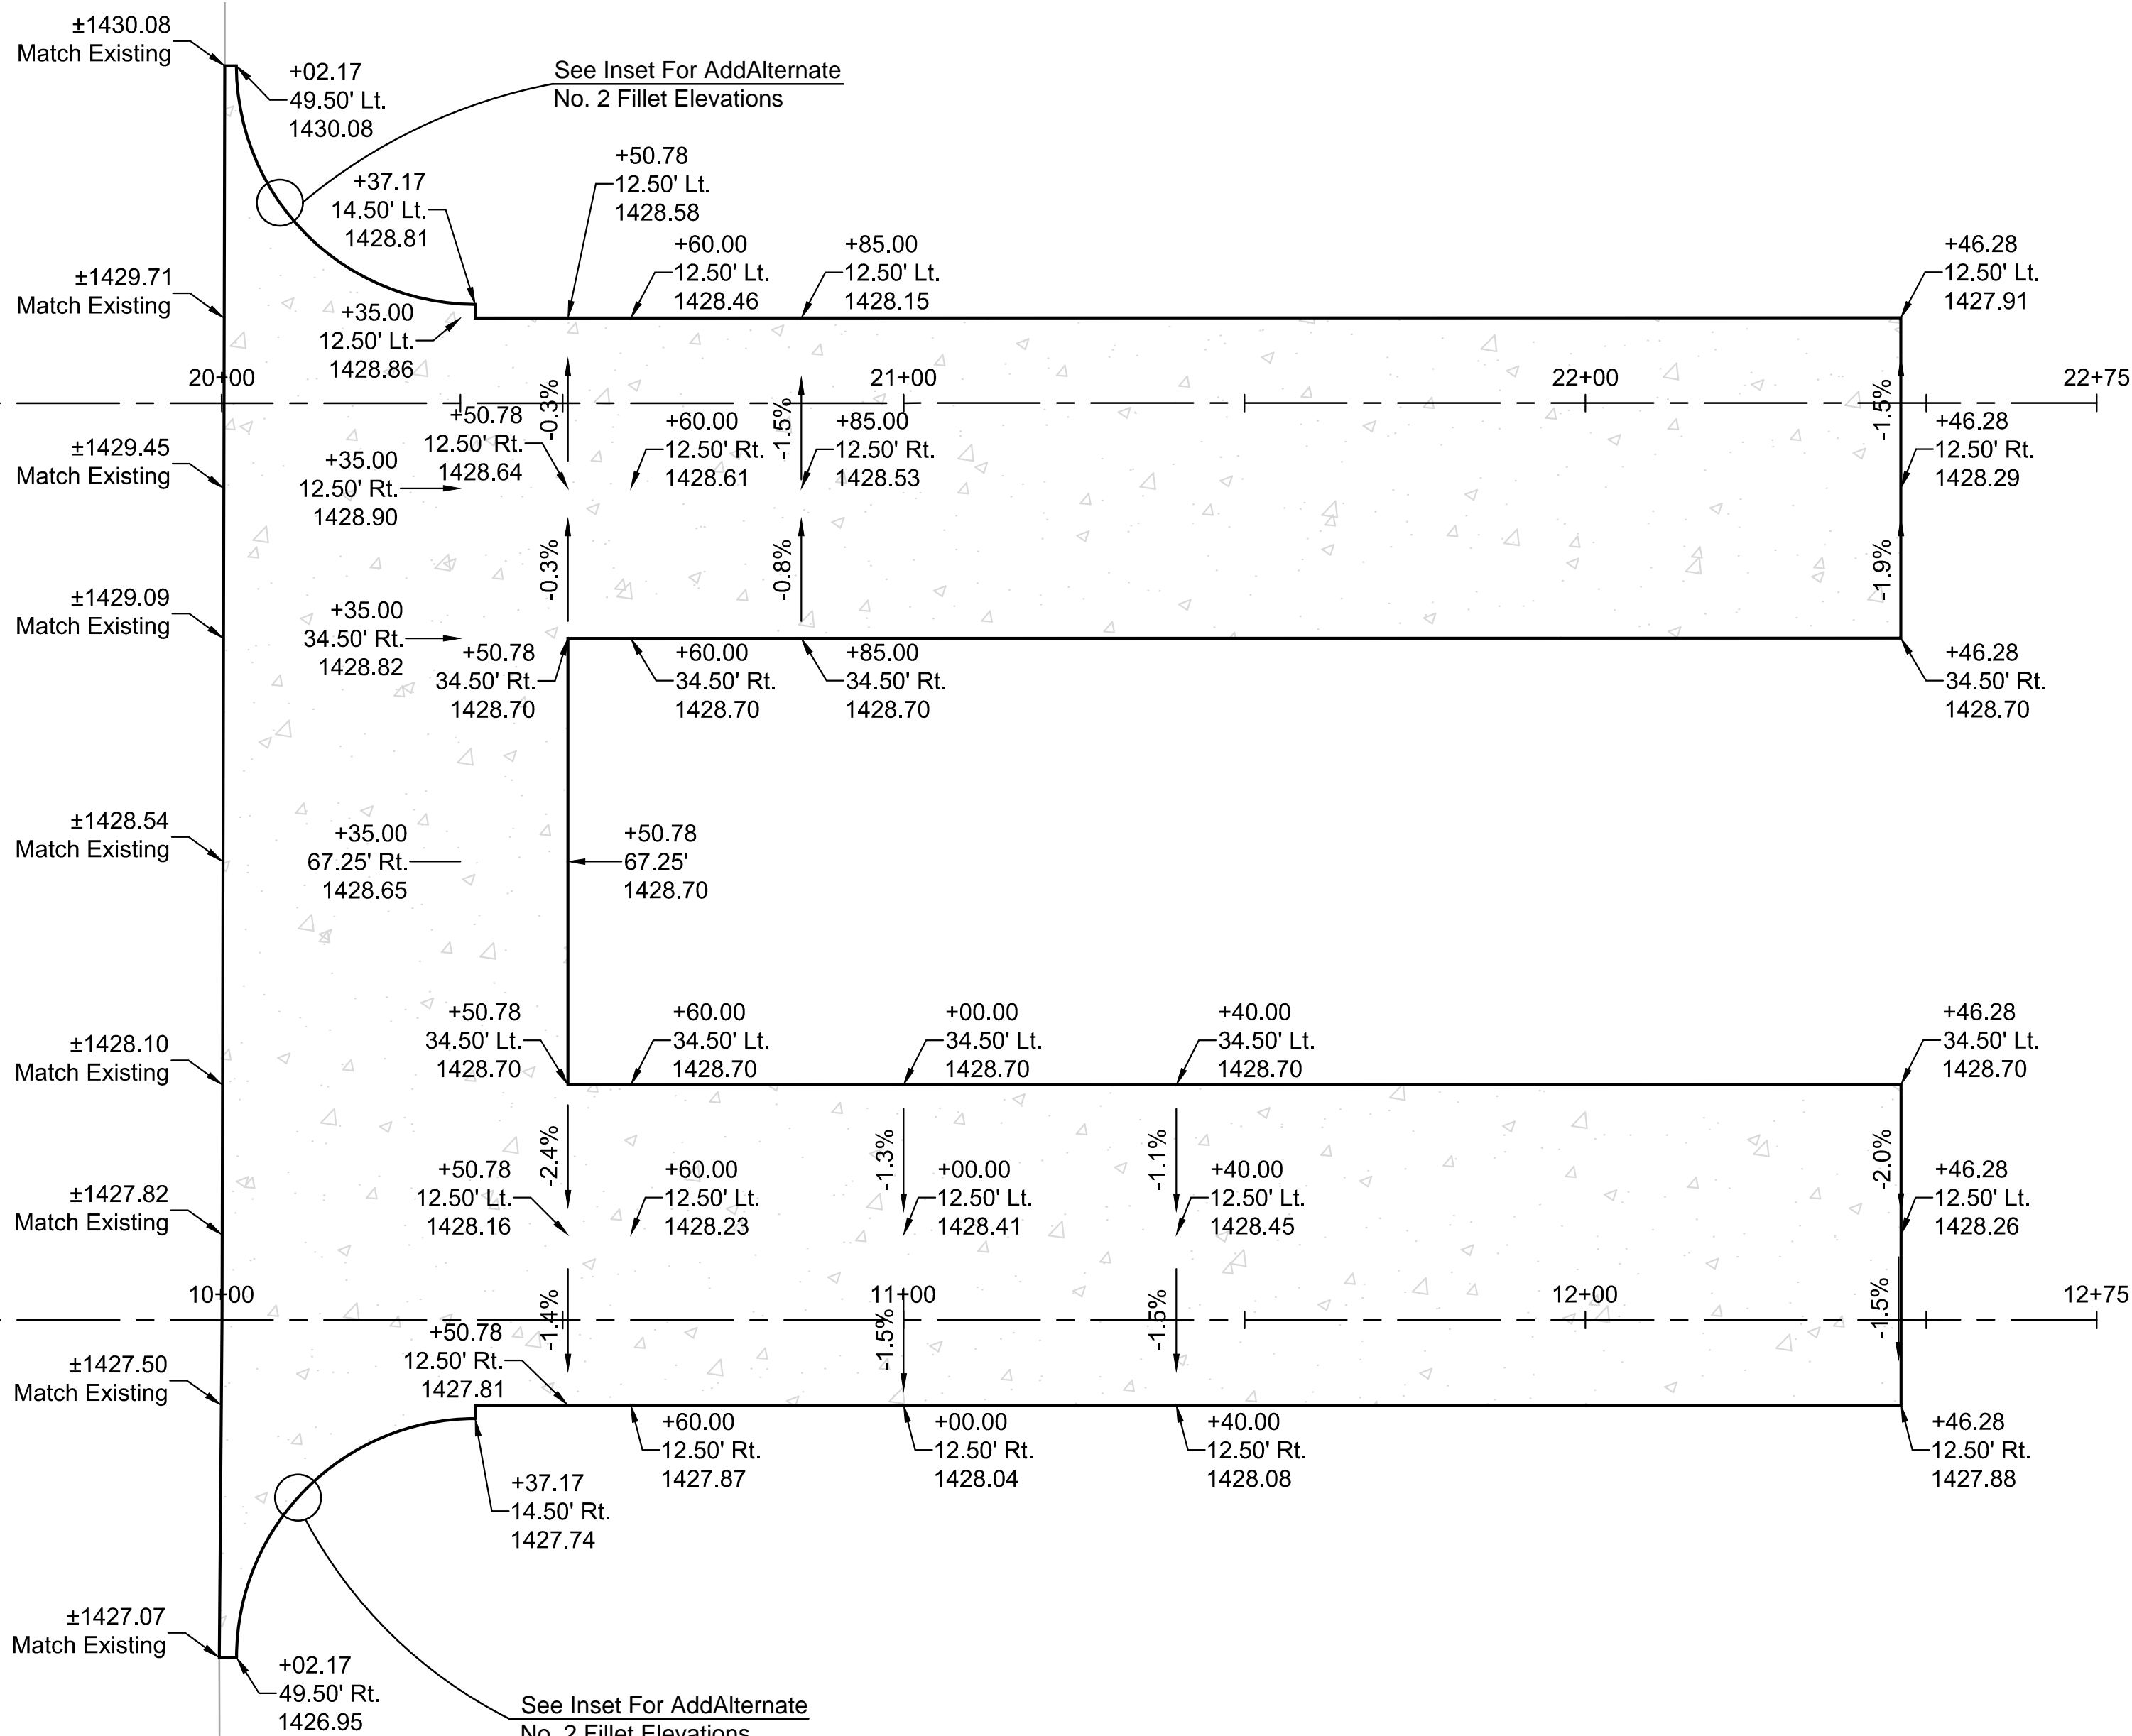 ±1430.08
Match Existing
+02.17
49.50' Lt.
1430.08
See Inset For AddAlternate
No. 2 Fillet Elevations
+37.17
14.50' Lt.
1428.81
+50.78
12.50' Lt.
1428.58
+60.00
12.50' Lt.
1428.46
+85.00
12.50' Lt.
1428.15
+46.28
12.50' Lt.
1427.91
±1429.71
Match Existing
+35.00
12.50' Lt.
1428.86
20+00
21+00
22+00
22+75
-0.3%
-1.5%
-1.5%
±1429.45
Match Existing
+35.00
12.50' Rt.
1428.90
+50.78
12.50' Rt.
1428.64
+60.00
12.50' Rt.
1428.61
+85.00
12.50' Rt.
1428.53
+46.28
12.50' Rt.
1428.29
-0.3%
-0.8%
-1.9%
±1429.09
Match Existing
+35.00
34.50' Rt.
1428.82
+50.78
34.50' Rt.
1428.70
+60.00
34.50' Rt.
1428.70
+85.00
34.50' Rt.
1428.70
+46.28
34.50' Rt.
1428.70
±1428.54
Match Existing
+35.00
67.25' Rt.
1428.65
+50.78
67.25'
1428.70
±1428.10
Match Existing
+50.78
34.50' Lt.
1428.70
+60.00
34.50' Lt.
1428.70
+00.00
34.50' Lt.
1428.70
+40.00
34.50' Lt.
1428.70
+46.28
34.50' Lt.
1428.70
-2.4%
-1.3%
-1.1%
-2.0%
±1427.82
Match Existing
+50.78
12.50' Lt.
1428.16
+60.00
12.50' Lt.
1428.23
+00.00
12.50' Lt.
1428.41
+40.00
12.50' Lt.
1428.45
+46.28
12.50' Lt.
1428.26
10+00
11+00
12+00
12+75
-1.4%
-1.5%
-1.5%
-1.5%
±1427.50
Match Existing
+50.78
12.50' Rt.
1427.81
+60.00
12.50' Rt.
1427.87
+00.00
12.50' Rt.
1428.04
+40.00
12.50' Rt.
1428.08
+46.28
12.50' Rt.
1427.88
+37.17
14.50' Rt.
1427.74
±1427.07
Match Existing
+02.17
49.50' Rt.
1426.95
See Inset For AddAlternate
No. 2 Fillet Elevations